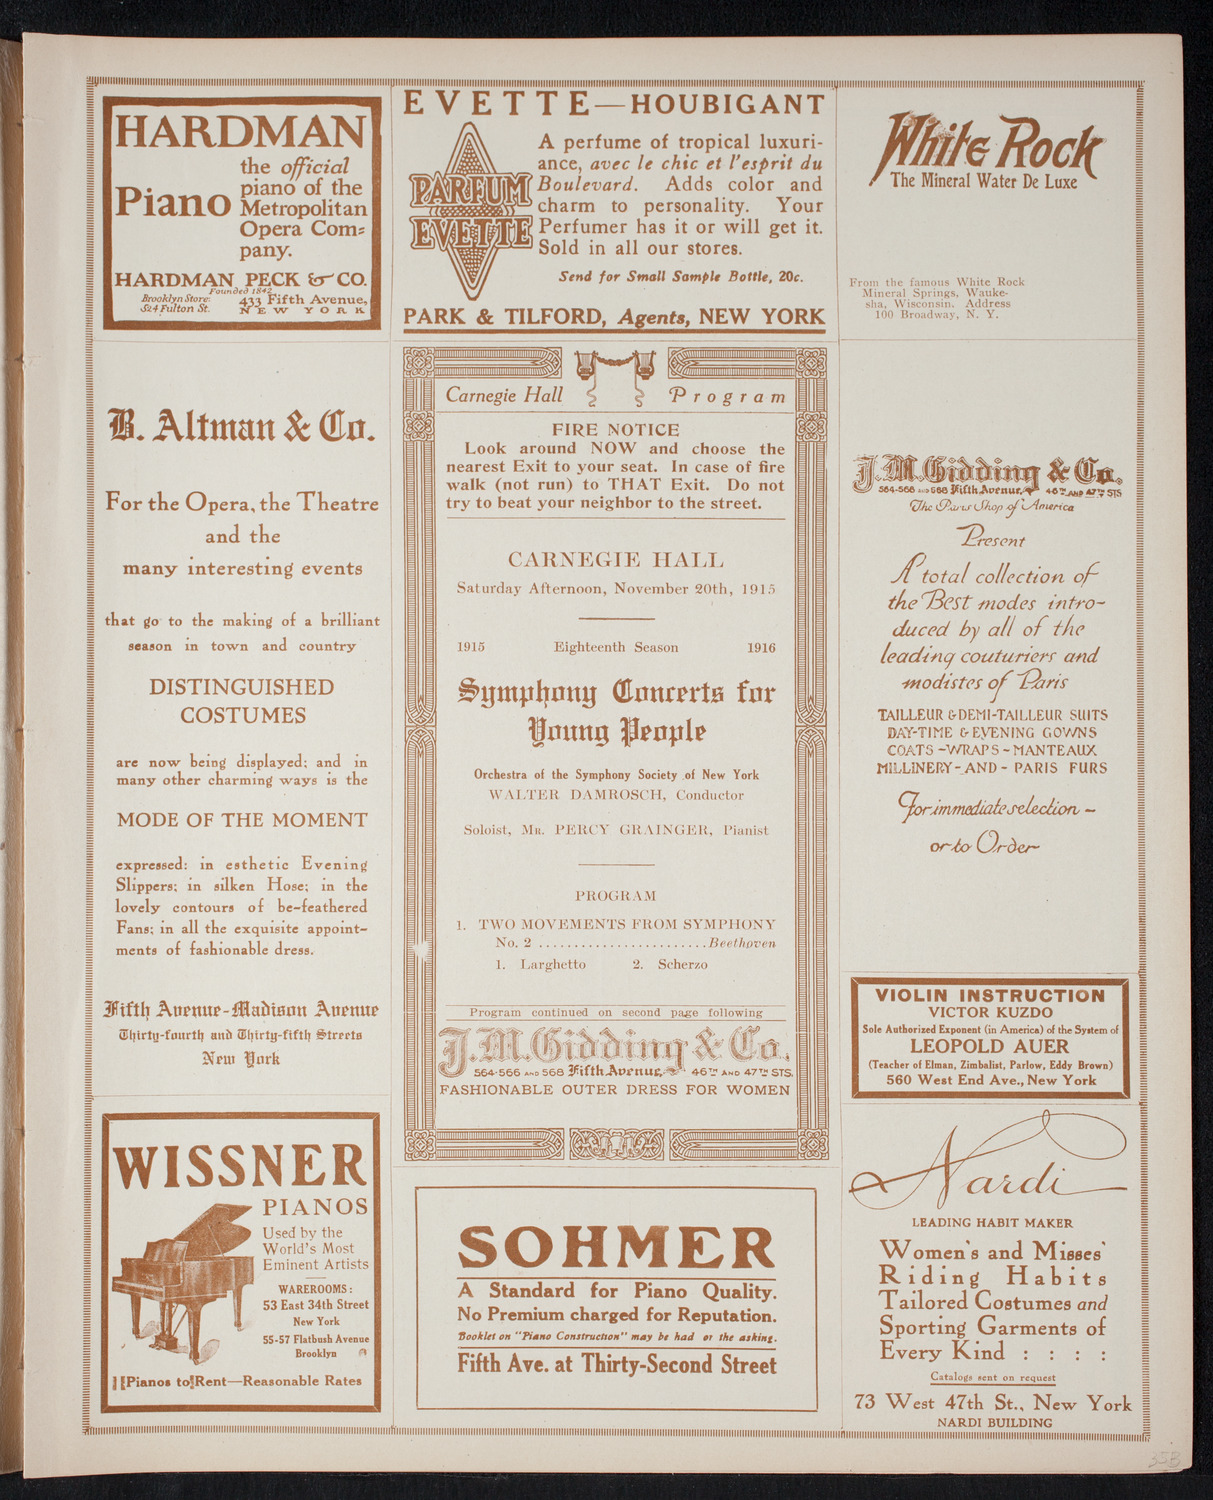 HARDMAN
Piano
the official
piano of the
Metropolitan
Opera Com=
pany.
HARDMAN, PECK & CO.
Founded 1842
Brooklyn Store:
524 Fulton St.
433 Fifth Avenue,
NEW YORK
EVETTE—HOUBIGANT
PARFUM
EVETTE
A perfume of tropical luxuri-
ance, avec le chic et l'esprit du
Boulevard. Adds color and
charm to personality. Your
Perfumer has it or will get it.
Sold in all our stores.
Send for Small Sample Bottle, 20c.
PARK & TILFORD, Agents, NEW YORK
White Rock
The Mineral Water De Luxe
From the famous White Rock
Mineral Springs, Wauke-
sha, Wisconsin. Address
100 Broadway, N. Y.
B. Altman & Co.
For the Opera, the Theatre
and the
many interesting events
that go to the making of a brilliant
season in town and country
DISTINGUISHED
COSTUMES
are now being displayed; and in
many other charming ways is the
MODE OF THE MOMENT
expressed: in esthetic Evening
Slippers; in silken Hose; in the
lovely contours of be-feathered
Fans; in all the exquisite appoint-
ments of fashionable dress.
Fifth Avenue-Madison Avenue
Thirty-fourth and Thirty-fifth Streets
New York
Carnegie Hall Program
FIRE NOTICE
Look around NOW and choose the
nearest Exit to your seat. In case of fire
walk (not run) to THAT Exit. Do not
try to beat your neighbor to the street.
CARNEGIE HALL
Saturday Afternoon, November 20th, 1915
1915 Eighteenth Season 1916
Symphony Concerts for
Young People
Orchestra of the Symphony Society of New York
WALTER DAMROSCH, Conductor
Soloist, MR. PERCY GRAINGER, Pianist
PROGRAM
1. TWO MOVEMENTS FROM SYMPHONY
No. 2 ........................Beethoven
1. Larghetto 2. Scherzo
Program continued on second page following
J.M. Gidding & Co.
564-566 AND 568 Fifth Avenue, 46TH AND 47TH STS.
FASHIONABLE OUTER DRESS FOR WOMEN
J.M. Gidding & Co.
564-566 AND 568 Fifth Avenue, 46TH AND 47TH STS
The Paris Shop of America
Present
A total collection of
the Best modes intro-
duced by all of the
leading couturiers and
modistes of Paris
TAILLEUR & DEMI-TAILLEUR SUITS
DAY-TIME & EVENING GOWNS
COATS – WRAPS – MANTEAUX
MILLINERY – AND – PARIS FURS
For immediate selection –
or to Order
VIOLIN INSTRUCTION
VICTOR KUZDO
Sole Authorized Exponent (in America) of the System of
LEOPOLD AUER
(Teacher of Elman, Zimbalist, Parlow, Eddy Brown)
560 West End Ave., New York
WISSNER
PIANOS
Used by the
World's Most
Eminent Artists
WAREROOMS:
53 East 34th Street
New York
55-57 Flatbush Avenue
Brooklyn
Pianos to Rent—Reasonable Rates
SOHMER
A Standard for Piano Quality.
No Premium charged for Reputation.
Booklet on "Piano Construction" may be had at the asking.
Fifth Ave. at Thirty-Second Street
Nardi
LEADING HABIT MAKER
Women's and Misses'
Riding Habits
Tailored Costumes and
Sporting Garments of
Every Kind : : : :
Catalogs sent on request
73 West 47th St., New York
NARDI BUILDING